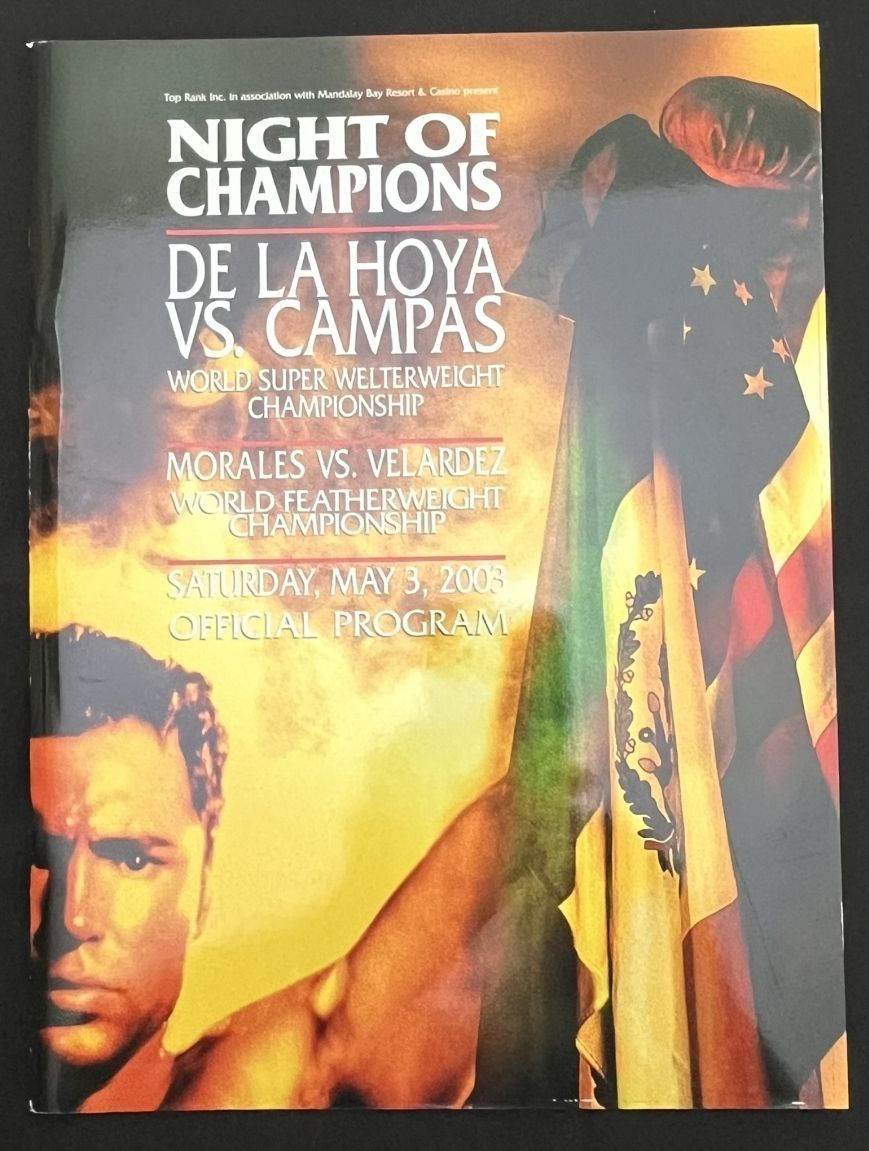 Top Rank Inc. In association with Mandalay Bay Resort & Casino present
NIGHT OF
CHAMPIONS
DE LA HOYA
VS. CAMPAS
WORLD SUPER WELTERWEIGHT
CHAMPIONSHIP
MORALES VS. VELARDEZ
WORLD FEATHERWEIGHT
CHAMPIONSHIP
SATURDAY, MAY 3, 2003
OFFICIAL PROGRAM